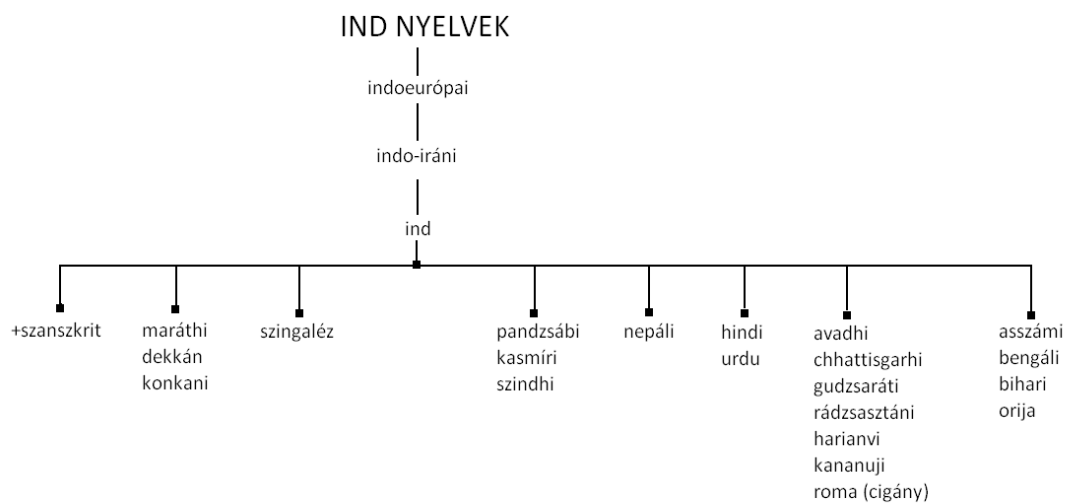 IND NYELVEK
indoeurópai
indo-iráni
ind
+szanszkrit
maráthi
dekkán
konkani
szingaléz
pandzsábi
kasmíri
szindhi
nepáli
hindi
urdu
avadhi
chhattisgarhi
gudzsaráti
rádzsasztáni
harianvi
kananuji
roma (cigány)
asszámi
bengáli
bihari
orija